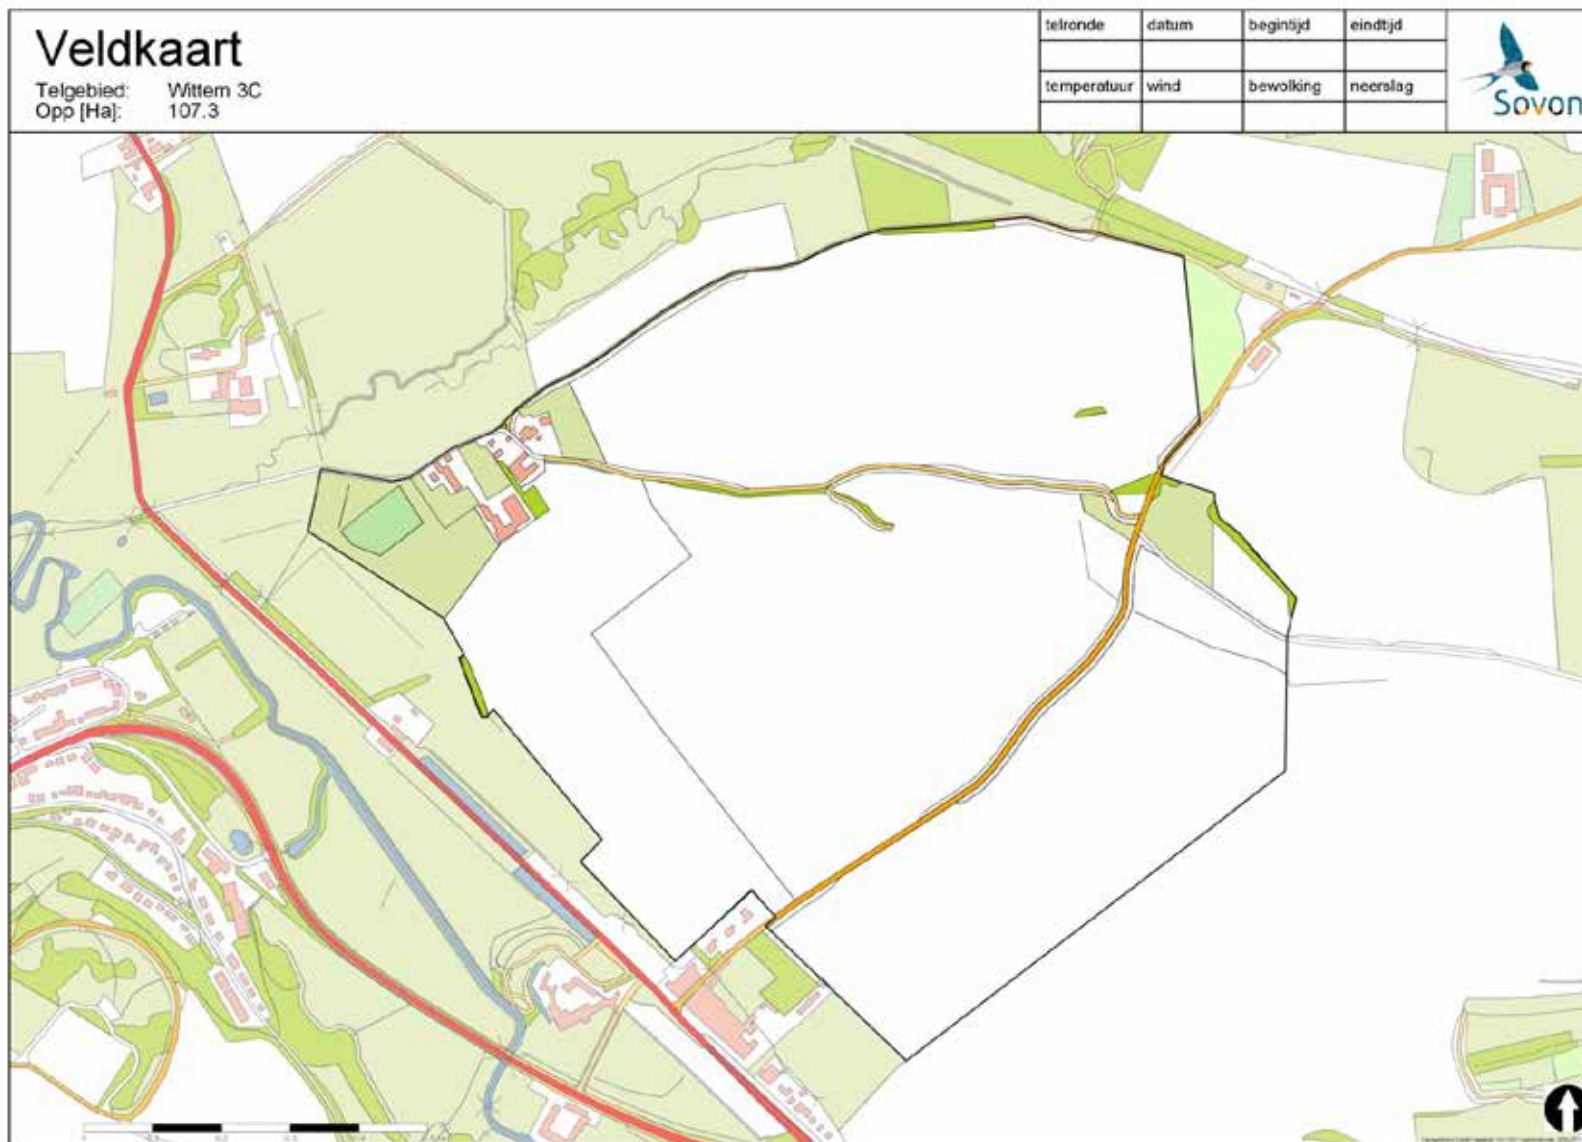 Veldkaart
Telgebied: Wittem 3C
Opp [Ha]: 107.3
telronde datum begintijd eindtijd
temperatuur wind bewolking neerslag
Sovon